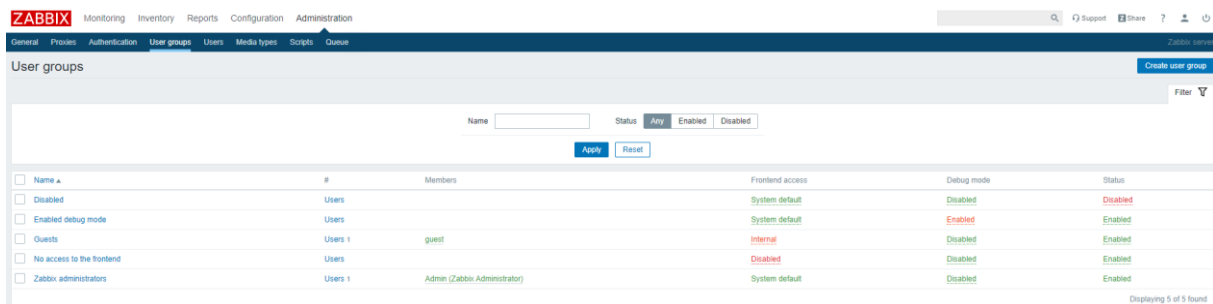 ZABBIX Monitoring Inventory Reports Configuration Administration Support Share ?
General Proxies Authentication User groups Users Media types Scripts Queue Zabbix server
User groups Create user group
Filter
Name Status Any Enabled Disabled
Apply Reset
Name # Members Frontend access Debug mode Status
Disabled Users System default Disabled Disabled
Enabled debug mode Users System default Enabled Enabled
Guests Users 1 guest Internal Disabled Enabled
No access to the frontend Users Disabled Disabled Enabled
Zabbix administrators Users 1 Admin (Zabbix Administrator) System default Disabled Enabled
Displaying 5 of 5 found